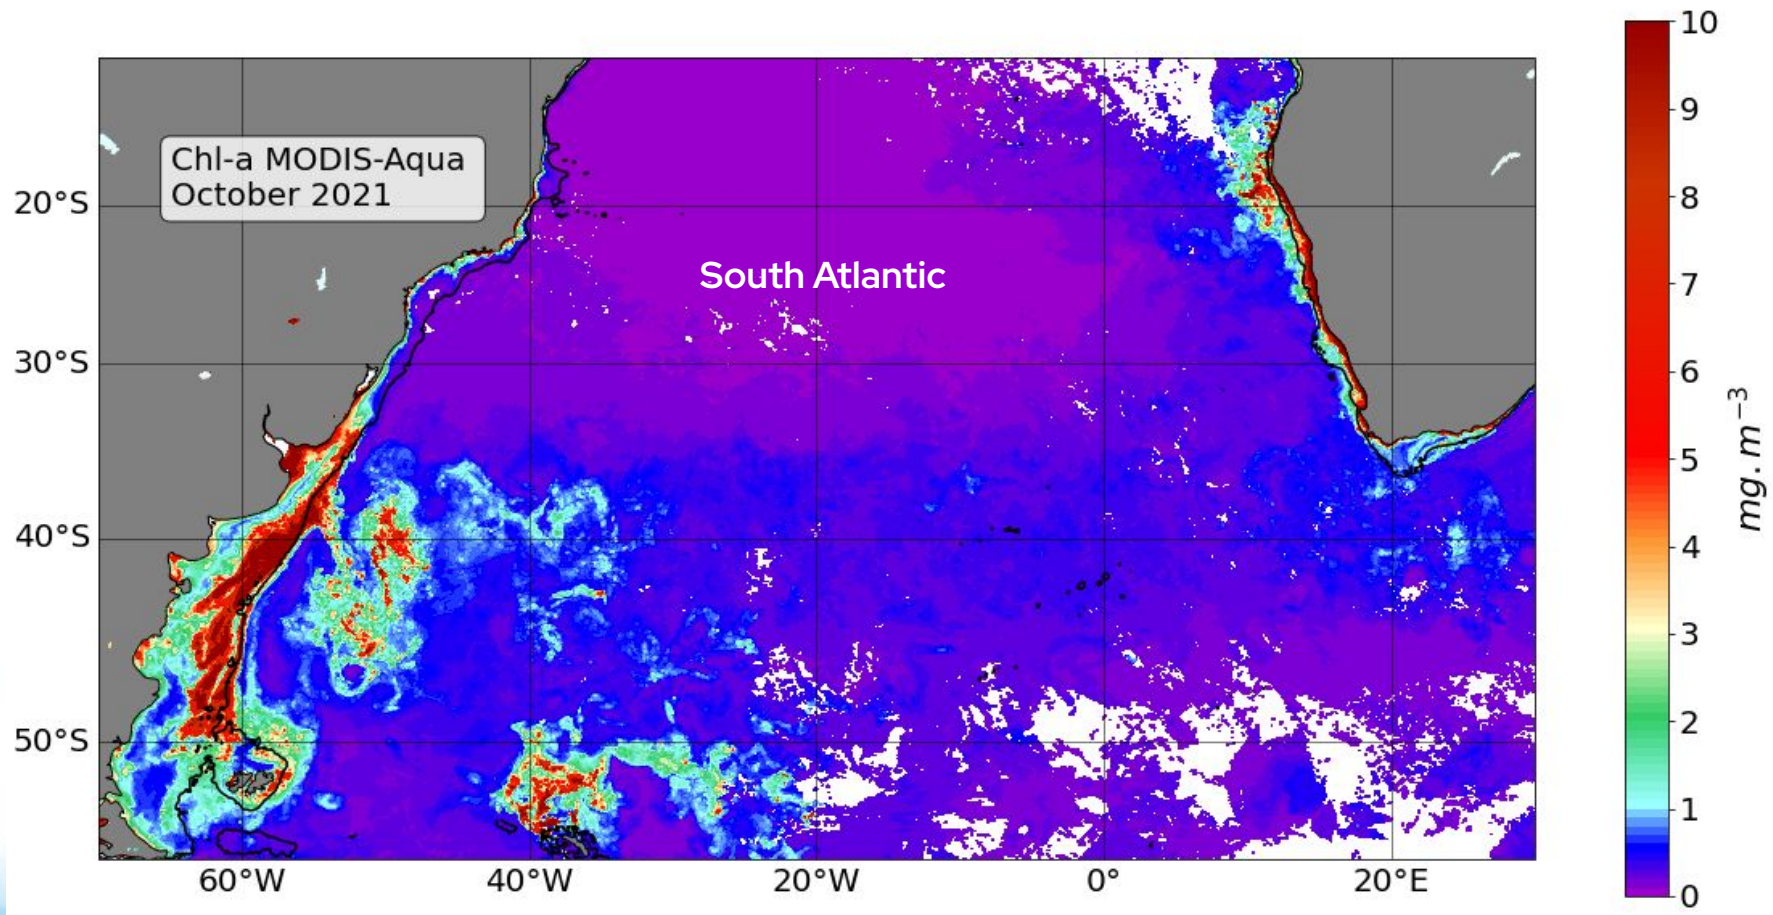 Chl-a MODIS-Aqua
October 2021
South Atlantic
20°S
30°S
40°S
50°S
60°W
40°W
20°W
0°
20°E
10
9
8
7
6
5
4
3
2
1
0
mg. m⁻³